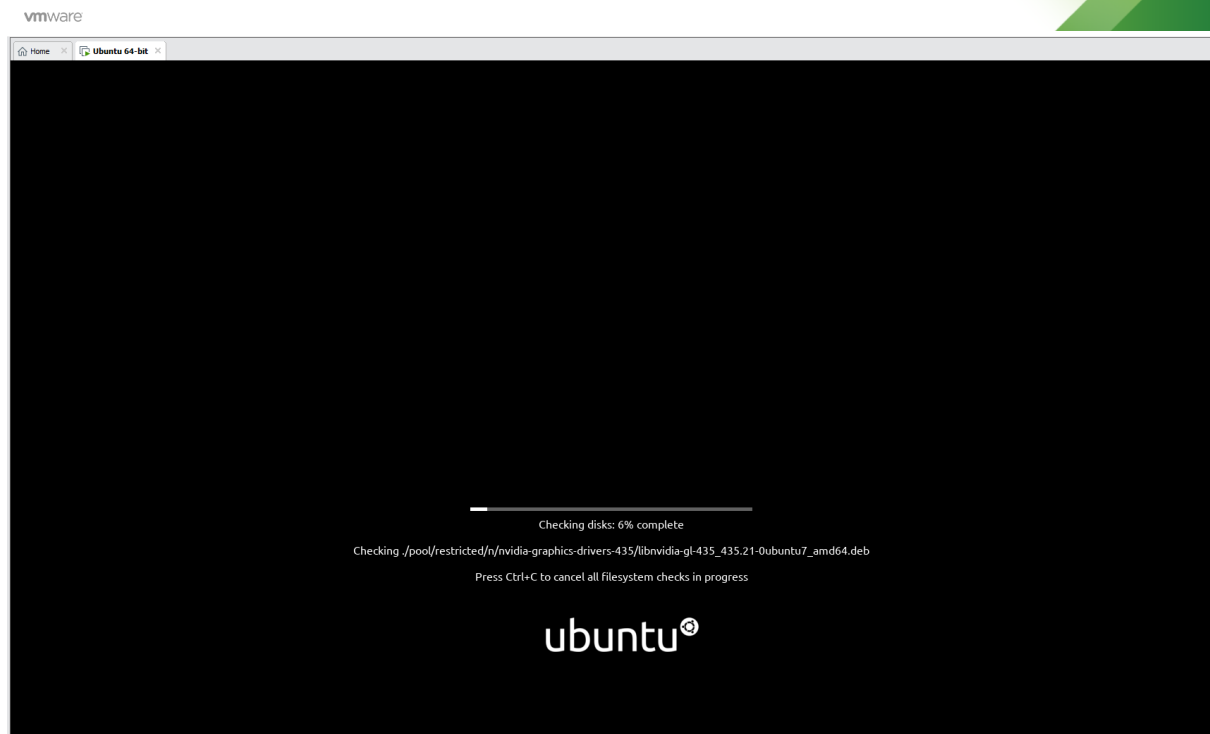 vmware
Home
Ubuntu 64-bit
Checking disks: 6% complete
Checking ./pool/restricted/n/nvidia-graphics-drivers-435/libnvidia-gl-435_435.21-0ubuntu7_amd64.deb
Press Ctrl+C to cancel all filesystem checks in progress
ubuntu